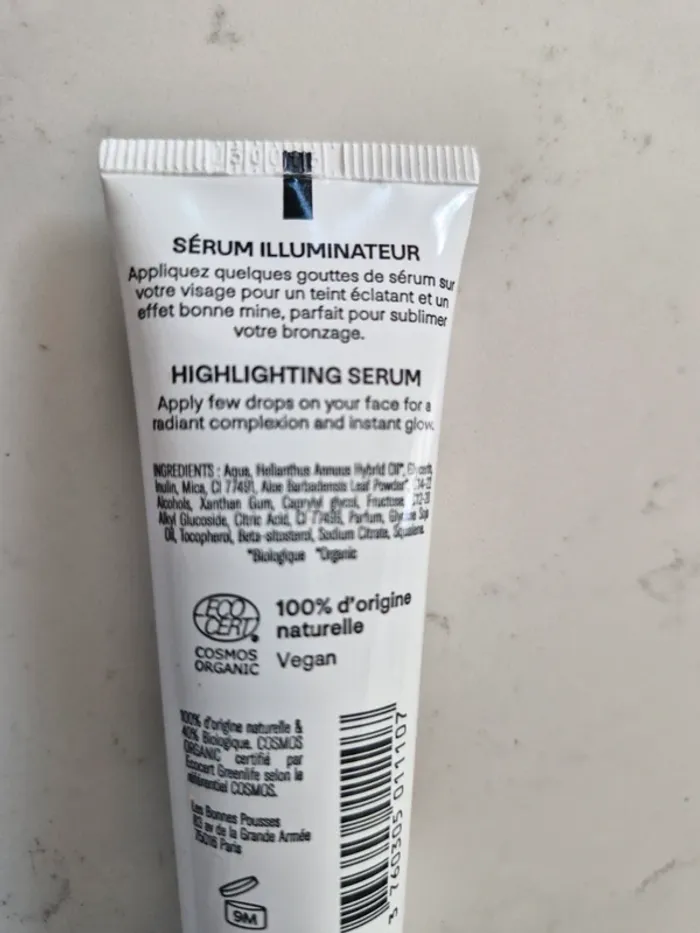 SÉRUM ILLUMINATEUR
Appliquez quelques gouttes de sérum sur
votre visage pour un teint éclatant et un
effet bonne mine, parfait pour sublimer
votre bronzage.
HIGHLIGHTING SERUM
Apply few drops on your face for a
radiant complexion and instant glow.
INGREDIENTS : Aqua, Helianthus Annuus Hybrid Oil*,
Inulin, Mica, CI 77491, Aloe Barbadensis Leaf Powder*,
Alcohols, Xanthan Gum, Caprylyl glycol, Fructose,
Alkyl Glucoside, Citric Acid, Parfum,
Oil, Tocopherol, Beta-sitosterol, Sodium Citrate, Squalene.
*Biologique *Organic
ECO
CERT
COSMOS
ORGANIC
100% d'origine
naturelle
Vegan
100% d'origine naturelle &
40% Biologique. COSMOS
ORGANIC certifié par
Ecocert Greenlife selon le
référentiel COSMOS.
Les Bonnes Pousses
av de la Grande Armée
Paris
9M
3 760305 011107